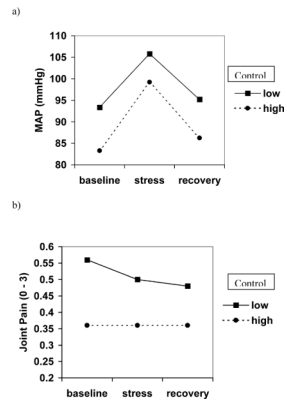 a)
110
105
100
95
90
85
80
MAP (mmHg)
baseline stress recovery
Control
low
high
b)
0.6
0.55
0.5
0.45
0.4
0.35
0.3
0.25
0.2
Joint Pain (0 - 3)
baseline stress recovery
Control
low
high